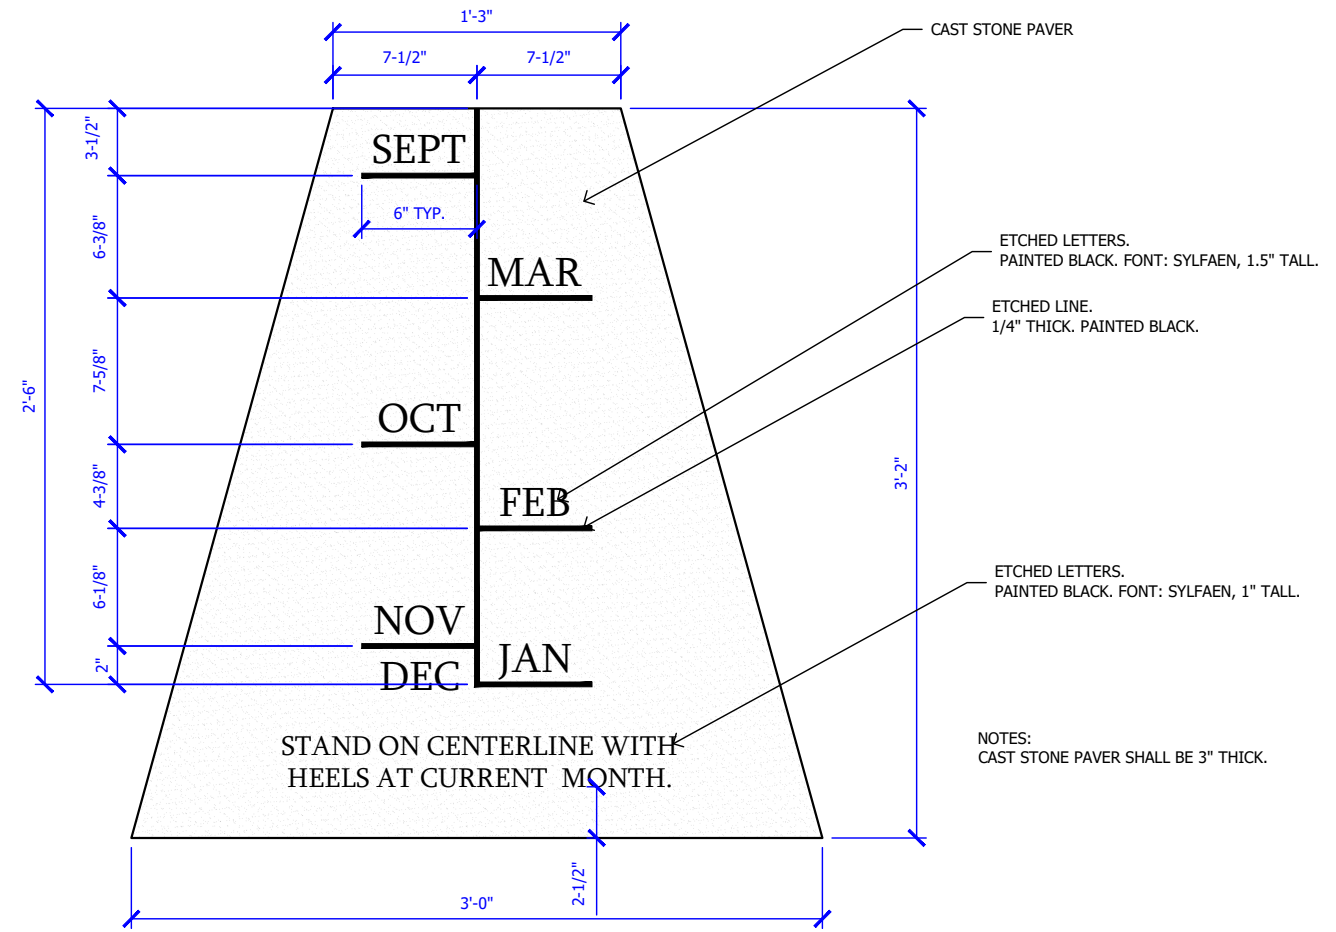 1'-3"
7-1/2" 7-1/2"
CAST STONE PAVER
3-1/2"
SEPT
6" TYP.
6-3/8"
MAR
ETCHED LETTERS.
PAINTED BLACK. FONT: SYLFAEN, 1.5" TALL.
ETCHED LINE.
1/4" THICK. PAINTED BLACK.
7-5/8"
2'-6"
OCT
4-3/8"
3'-2"
FEB
6-1/8"
ETCHED LETTERS.
PAINTED BLACK. FONT: SYLFAEN, 1" TALL.
NOV
2"
JAN
DEC
STAND ON CENTERLINE WITH
HEELS AT CURRENT MONTH.
NOTES:
CAST STONE PAVER SHALL BE 3" THICK.
2-1/2"
3'-0"